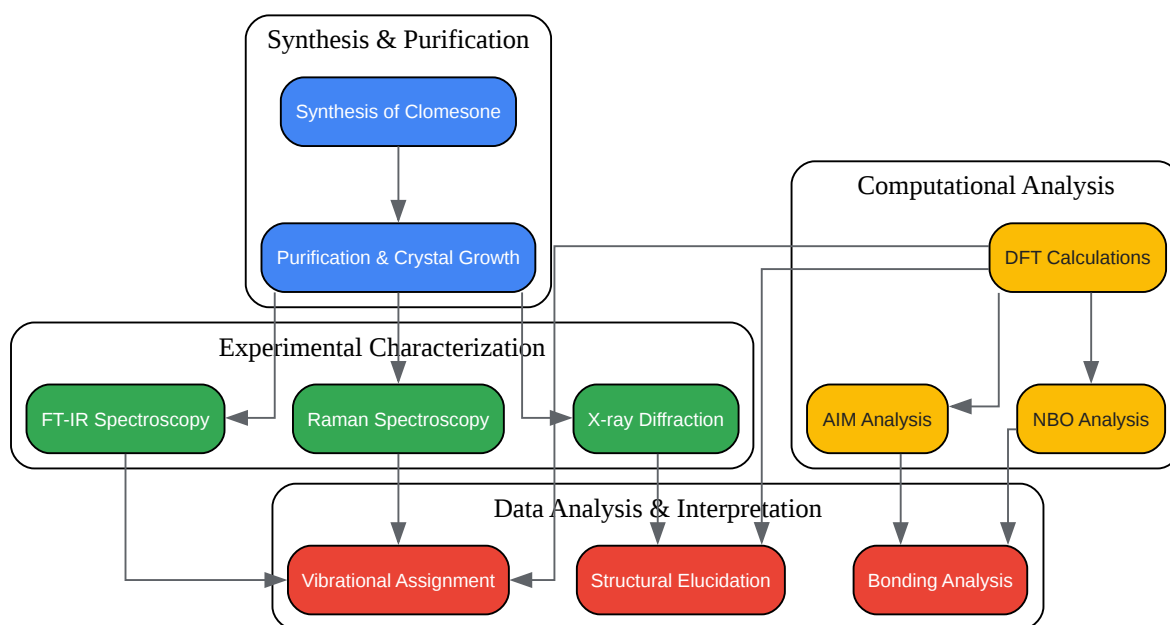 Synthesis & Purification
Synthesis of Clomesone
Purification & Crystal Growth
Computational Analysis
DFT Calculations
AIM Analysis
NBO Analysis
Experimental Characterization
FT-IR Spectroscopy
Raman Spectroscopy
X-ray Diffraction
Data Analysis & Interpretation
Vibrational Assignment
Structural Elucidation
Bonding Analysis